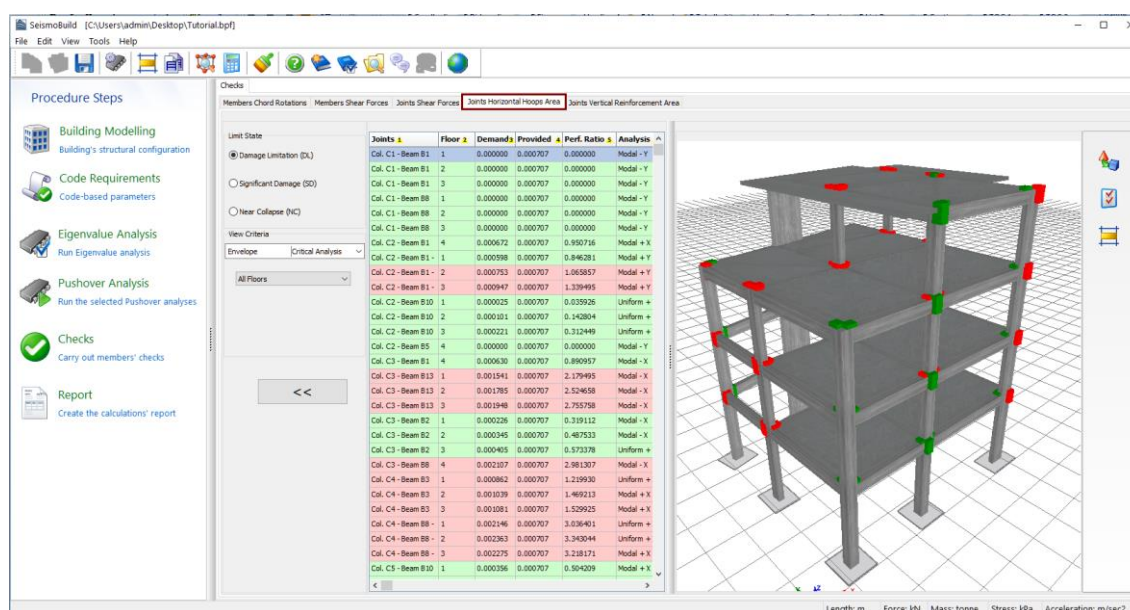 SeismoBuild [C:\Users\admin\Desktop\Tutorial.bpf]
File Edit View Tools Help
Procedure Steps
Building Modelling
Building's structural configuration
Code Requirements
Code-based parameters
Eigenvalue Analysis
Run Eigenvalue analysis
Pushover Analysis
Run the selected Pushover analyses
Checks
Carry out members' checks
Report
Create the calculations' report
Checks
Members Chord Rotations Members Shear Forces Joints Shear Forces Joints Horizontal Hoops Area Joints Vertical Reinforcement Area
Limit State
Damage Limitation (DL)
Significant Damage (SD)
Near Collapse (NC)
View Criteria
Envelope Critical Analysis
All Floors
<<
Joints 1 Floor 2 Demand 3 Provided 4 Perf. Ratio 5 Analysis
Col. C1 - Beam B1 1 0.000000 0.000707 0.000000 Modal - Y
Col. C1 - Beam B1 2 0.000000 0.000707 0.000000 Modal - Y
Col. C1 - Beam B1 3 0.000000 0.000707 0.000000 Modal - Y
Col. C1 - Beam B8 1 0.000000 0.000707 0.000000 Modal - Y
Col. C1 - Beam B8 2 0.000000 0.000707 0.000000 Modal - Y
Col. C1 - Beam B8 3 0.000000 0.000707 0.000000 Modal - Y
Col. C2 - Beam B1 4 0.000672 0.000707 0.950716 Modal + X
Col. C2 - Beam B1 - 1 0.000598 0.000707 0.846281 Modal + Y
Col. C2 - Beam B1 - 2 0.000753 0.000707 1.065857 Modal + Y
Col. C2 - Beam B1 - 3 0.000947 0.000707 1.339495 Modal + Y
Col. C2 - Beam B10 1 0.000025 0.000707 0.035926 Uniform +
Col. C2 - Beam B10 2 0.000101 0.000707 0.142804 Uniform +
Col. C2 - Beam B10 3 0.000221 0.000707 0.312449 Uniform +
Col. C2 - Beam B5 4 0.000000 0.000707 0.000000 Modal - Y
Col. C3 - Beam B1 4 0.000630 0.000707 0.890957 Modal - X
Col. C3 - Beam B13 1 0.001541 0.000707 2.179495 Modal - X
Col. C3 - Beam B13 2 0.001785 0.000707 2.524658 Modal - X
Col. C3 - Beam B13 3 0.001948 0.000707 2.755758 Modal - X
Col. C3 - Beam B2 1 0.000226 0.000707 0.319112 Modal - X
Col. C3 - Beam B2 2 0.000345 0.000707 0.487533 Modal - X
Col. C3 - Beam B2 3 0.000405 0.000707 0.573378 Uniform +
Col. C3 - Beam B8 4 0.002107 0.000707 2.981307 Modal - X
Col. C4 - Beam B3 1 0.000862 0.000707 1.219930 Uniform +
Col. C4 - Beam B3 2 0.001039 0.000707 1.469213 Modal + X
Col. C4 - Beam B3 3 0.001081 0.000707 1.529925 Modal + X
Col. C4 - Beam B8 - 1 0.002146 0.000707 3.036401 Uniform +
Col. C4 - Beam B8 - 2 0.002363 0.000707 3.343044 Uniform +
Col. C4 - Beam B8 - 3 0.002275 0.000707 3.218171 Modal + X
Col. C5 - Beam B10 1 0.000356 0.000707 0.504209 Modal + X
Length: m Force: kN Mass: tonne Stress: kPa Acceleration: m/sec2